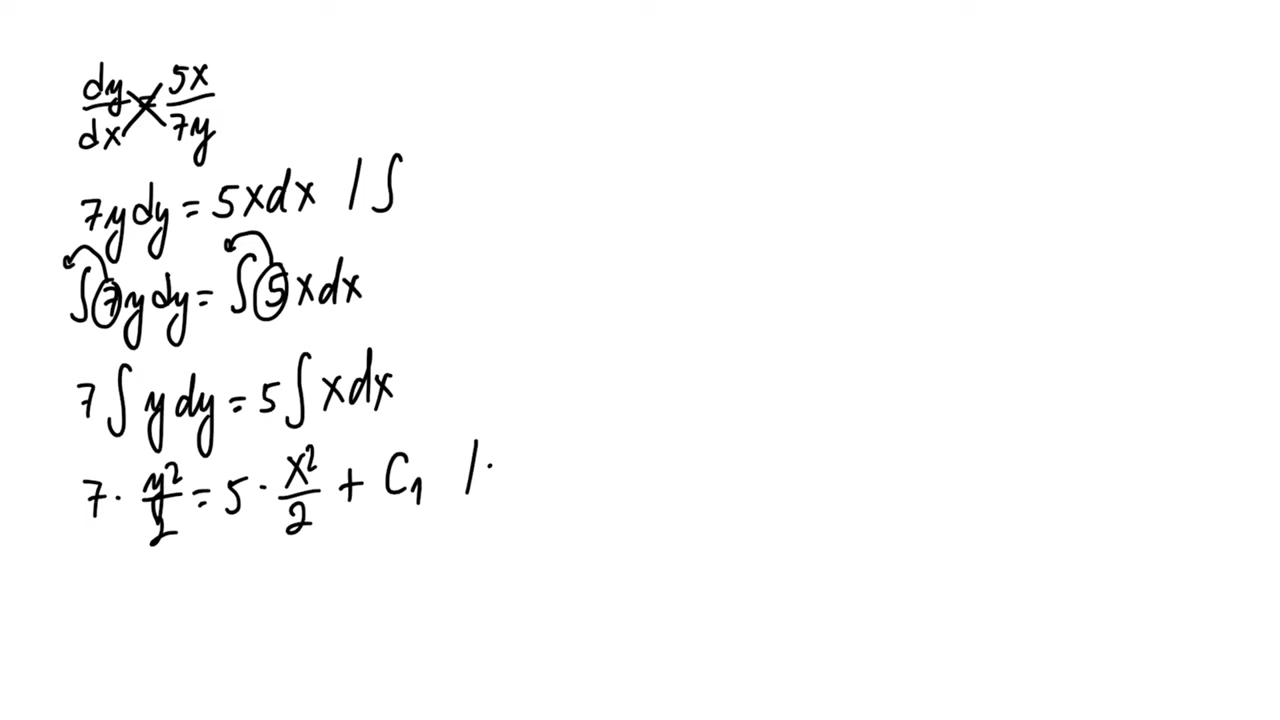 dy/dx = 5x/7y
7y dy = 5x dx / ∫
∫7y dy = ∫5x dx
7∫y dy = 5∫x dx
7 · y²/2 = 5 · x²/2 + C₁ / ·